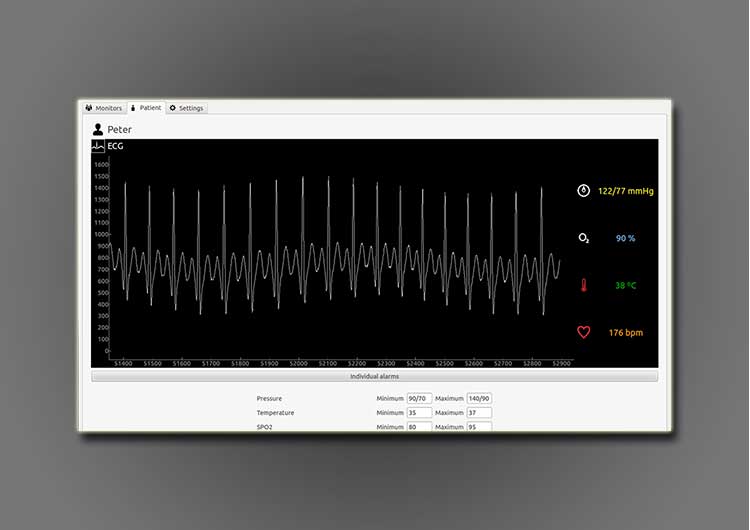 Monitors Patient Settings
Peter
ECG
1600
1500
1400
1300
1200
1100
1000
900
800
700
600
500
400
300
200
100
0
51400 51500 51600 51700 51800 51900 52000 52100 52200 52300 52400 52500 52600 52700 52800 52900
122/77 mmHg
O₂ 90 %
38 ºC
176 bpm
Individual alarms
Pressure Minimum 90/70 Maximum 140/90
Temperature Minimum 35 Maximum 37
SPO2 Minimum 80 Maximum 95